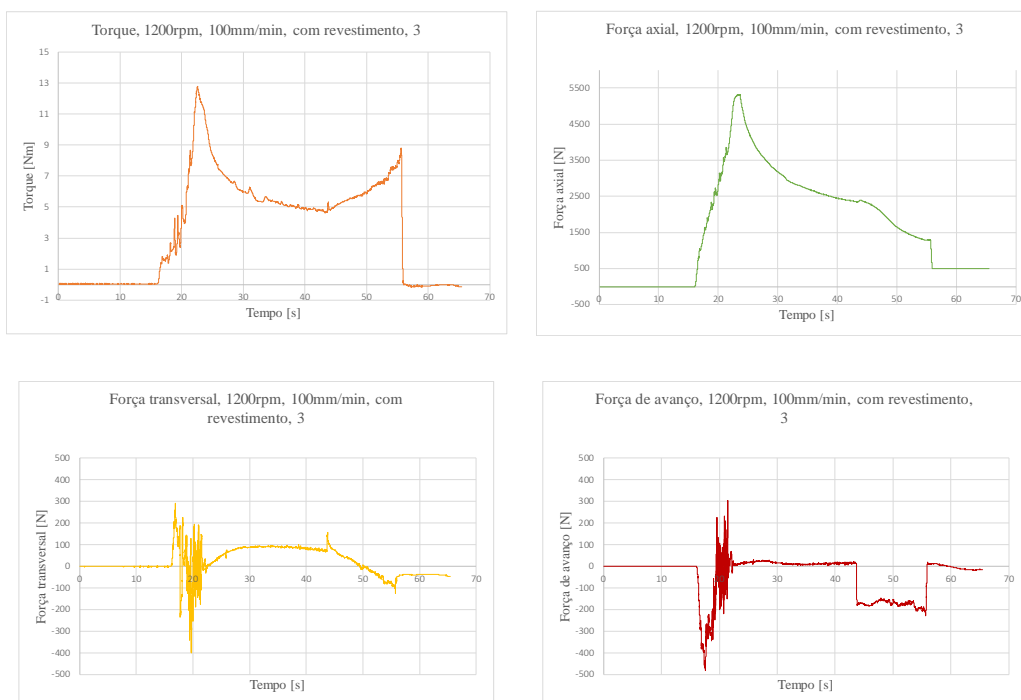 Torque, 1200rpm, 100mm/min, com revestimento, 3
15
13
11
9
7
5
3
1
-1
0 10 20 30 40 50 60 70
Torque [Nm]
Tempo [s]
Força axial, 1200rpm, 100mm/min, com revestimento, 3
5500
4500
3500
2500
1500
500
-500
0 10 20 30 40 50 60 70
Força axial [N]
Tempo [s]
Força transversal, 1200rpm, 100mm/min, com
revestimento, 3
500
400
300
200
100
0
-100
-200
-300
-400
-500
0 10 20 30 40 50 60 70
Força transversal [N]
Tempo [s]
Força de avanço, 1200rpm, 100mm/min, com revestimento,
3
500
400
300
200
100
0
-100
-200
-300
-400
-500
0 10 20 30 40 50 60 70
Força de avanço [N]
Tempo [s]